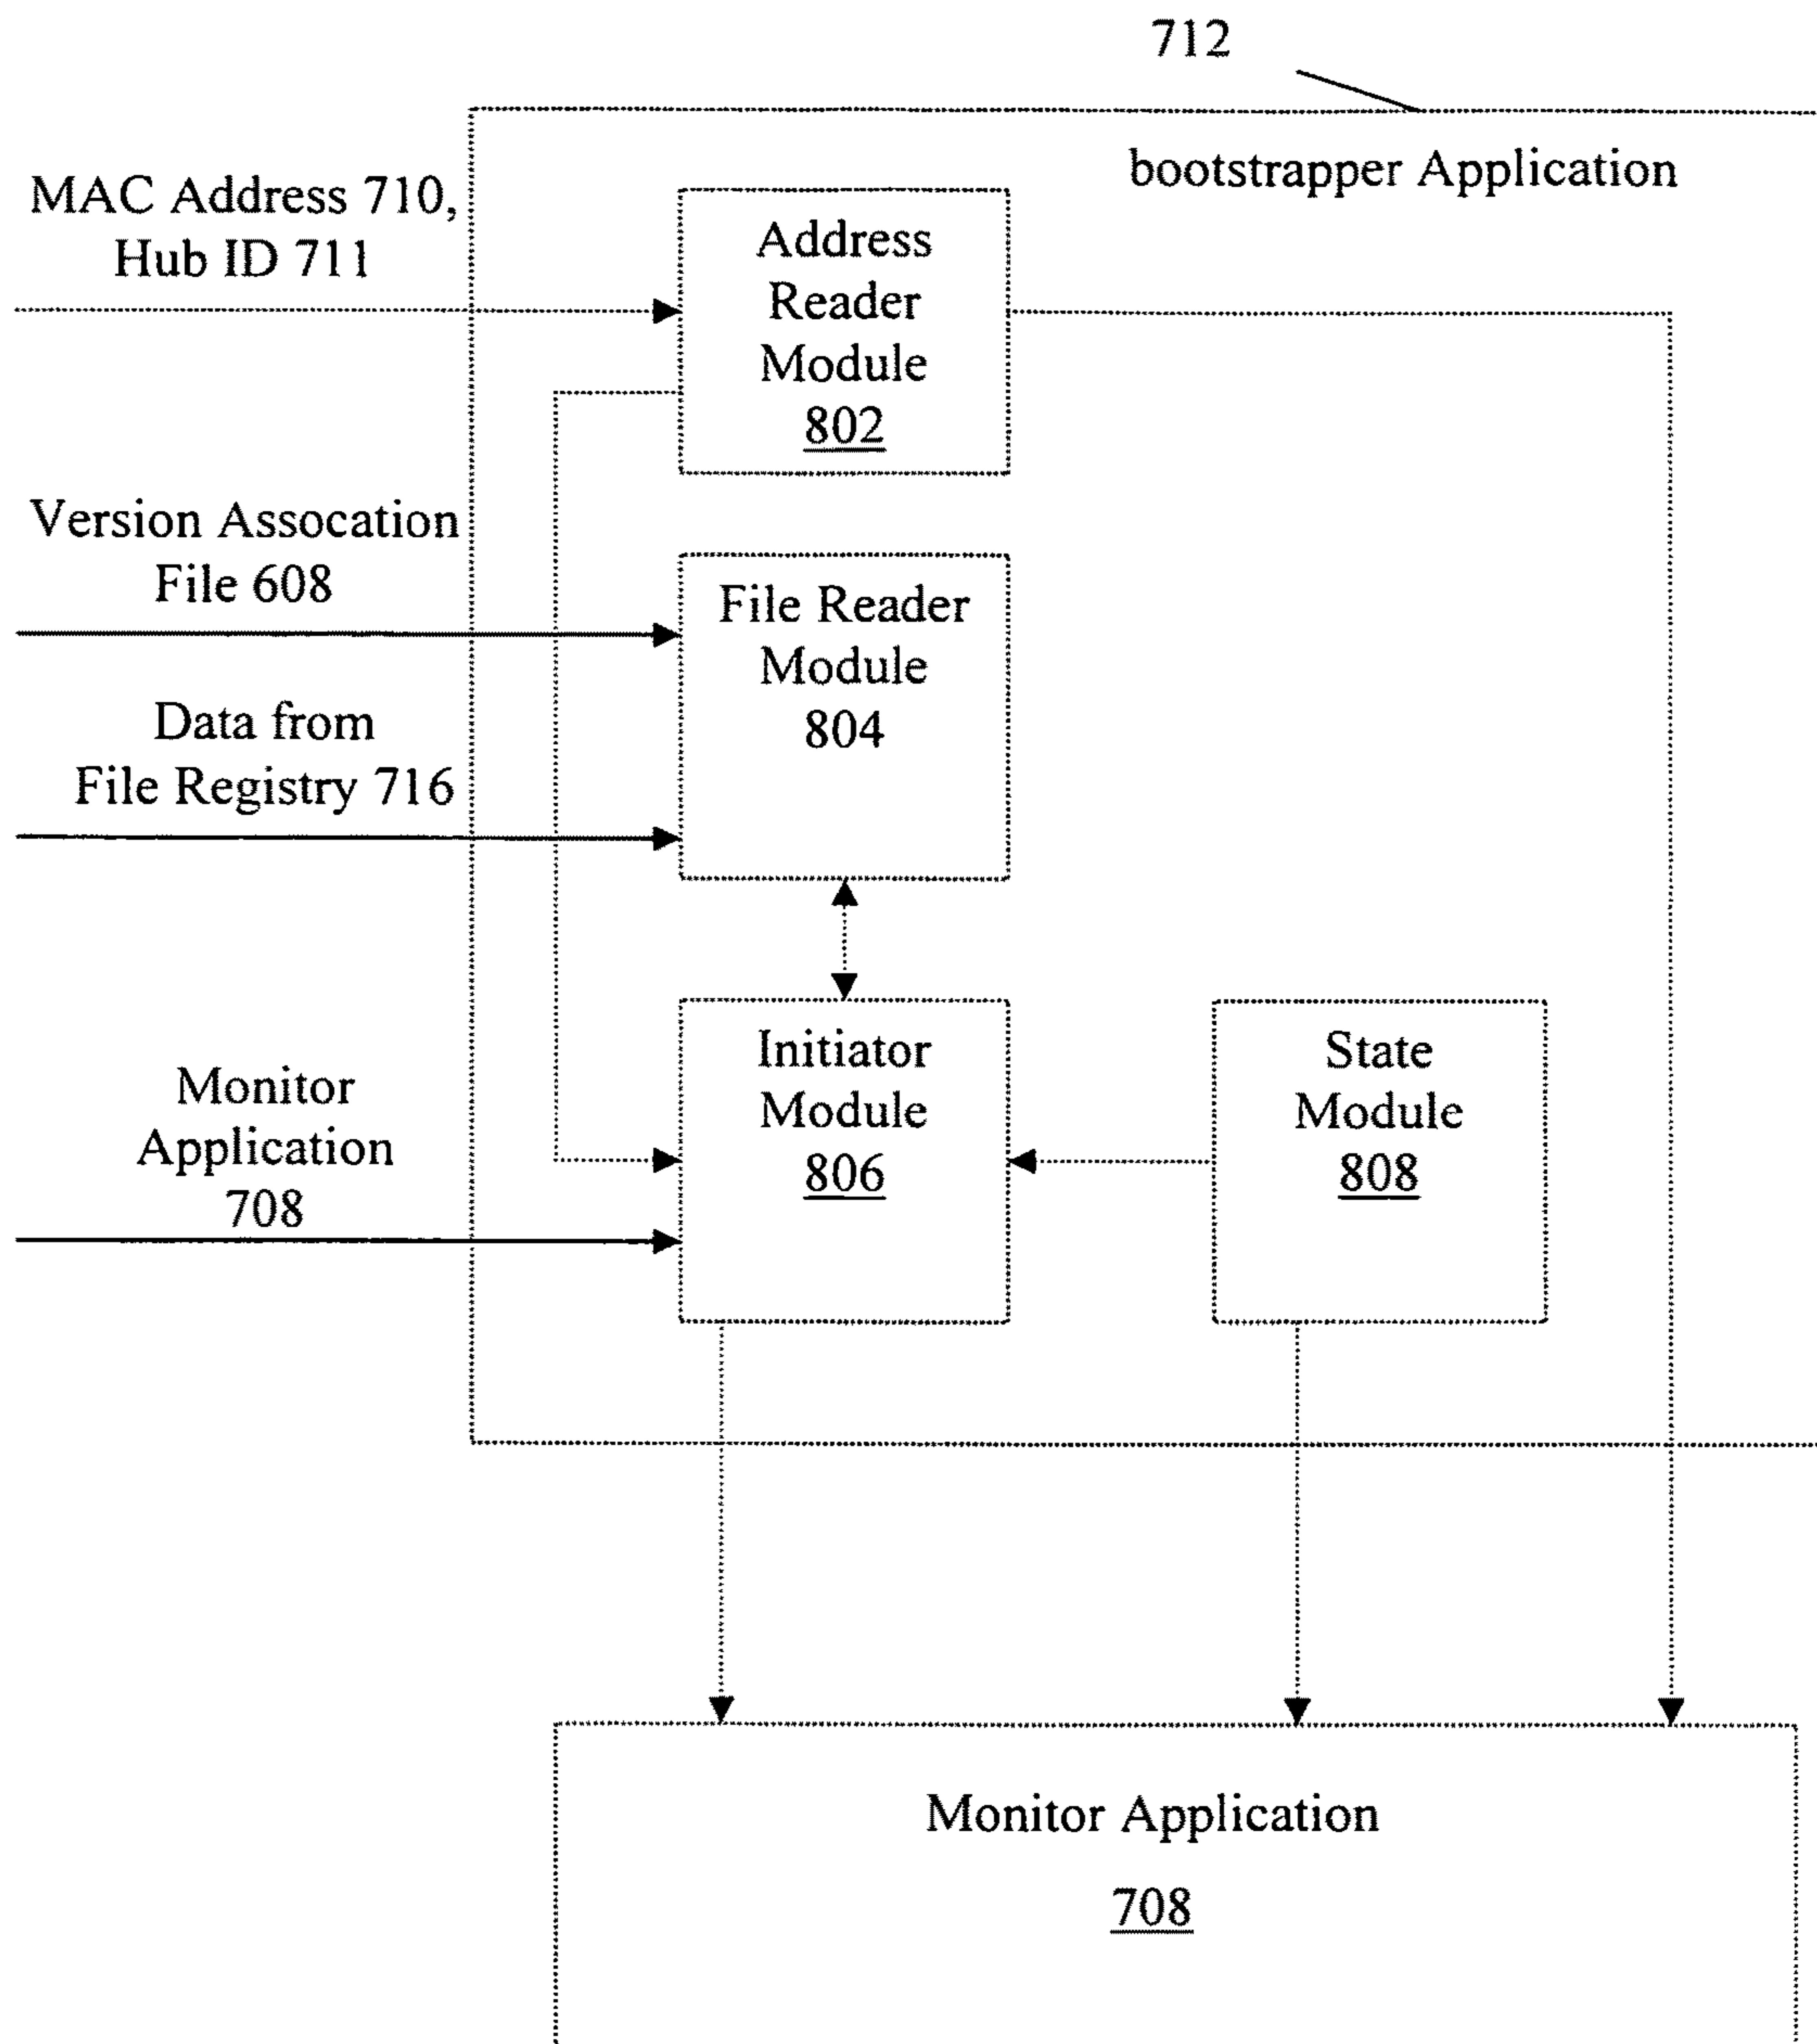 712
bootstrapper Application
MAC Address 710,
Hub ID 711
Address
Reader
Module
802
Version Assocation
File 608
File Reader
Module
804
Data from
File Registry 716
Initiator
Module
806
State
Module
808
Monitor
Application
708
Monitor Application
708